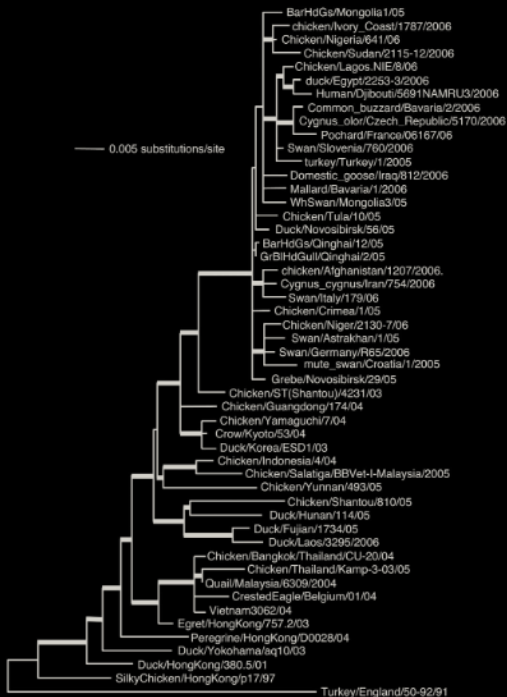 BarHdGs/Mongolia1/05
chicken/Ivory_Coast/1787/2006
Chicken/Nigeria/641/06
Chicken/Sudan/2115-12/2006
Chicken/Lagos.NIE/8/06
duck/Egypt/2253-3/2006
Human/Djibouti/5691NAMRU3/2006
Common_buzzard/Bavaria/2/2006
Cygnus_olor/Czech_Republic/5170/2006
Pochard/France/06167/06
0.005 substitutions/site
Swan/Slovenia/760/2006
turkey/Turkey/1/2005
Domestic_goose/Iraq/812/2006
Mallard/Bavaria/1/2006
WhSwan/Mongolia3/05
Chicken/Tula/10/05
Duck/Novosibirsk/56/05
BarHdGs/Qinghai/12/05
GrBlHdGull/Qinghai/2/05
chicken/Afghanistan/1207/2006.
Cygnus_cygnus/Iran/754/2006
Swan/Italy/179/06
Chicken/Crimea/1/05
Chicken/Niger/2130-7/06
Swan/Astrakhan/1/05
Swan/Germany/R65/2006
mute_swan/Croatia/1/2005
Grebe/Novosibirsk/29/05
Chicken/ST(Shantou)/4231/03
Chicken/Guangdong/174/04
Chicken/Yamaguchi/7/04
Crow/Kyoto/53/04
Duck/Korea/ESD1/03
Chicken/Indonesia/4/04
Chicken/Salatiga/BBVet-I-Malaysia/2005
Chicken/Yunnan/493/05
Chicken/Shantou/810/05
Duck/Hunan/114/05
Duck/Fujian/1734/05
Duck/Laos/3295/2006
Chicken/Bangkok/Thailand/CU-20/04
Chicken/Thailand/Kamp-3-03/05
Quail/Malaysia/6309/2004
CrestedEagle/Belgium/01/04
Vietnam3062/04
Egret/HongKong/757.2/03
Peregrine/HongKong/D0028/04
Duck/Yokohama/aq10/03
Duck/HongKong/380.5/01
SilkyChicken/HongKong/p17/97
Turkey/England/50-92/91